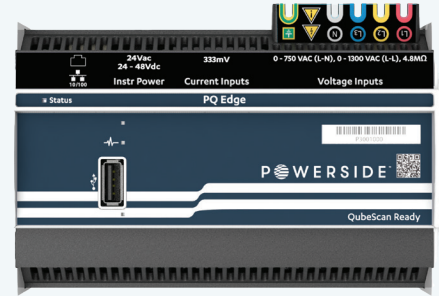 24Vac
24 - 48Vdc
333mV
0 - 750 VAC (L-N), 0 - 1300 VAC (L-L), 4.8MΩ
10/100
Instr Power
Current Inputs
Voltage Inputs
Status
PQ Edge
POWERSIDE
QubeScan Ready